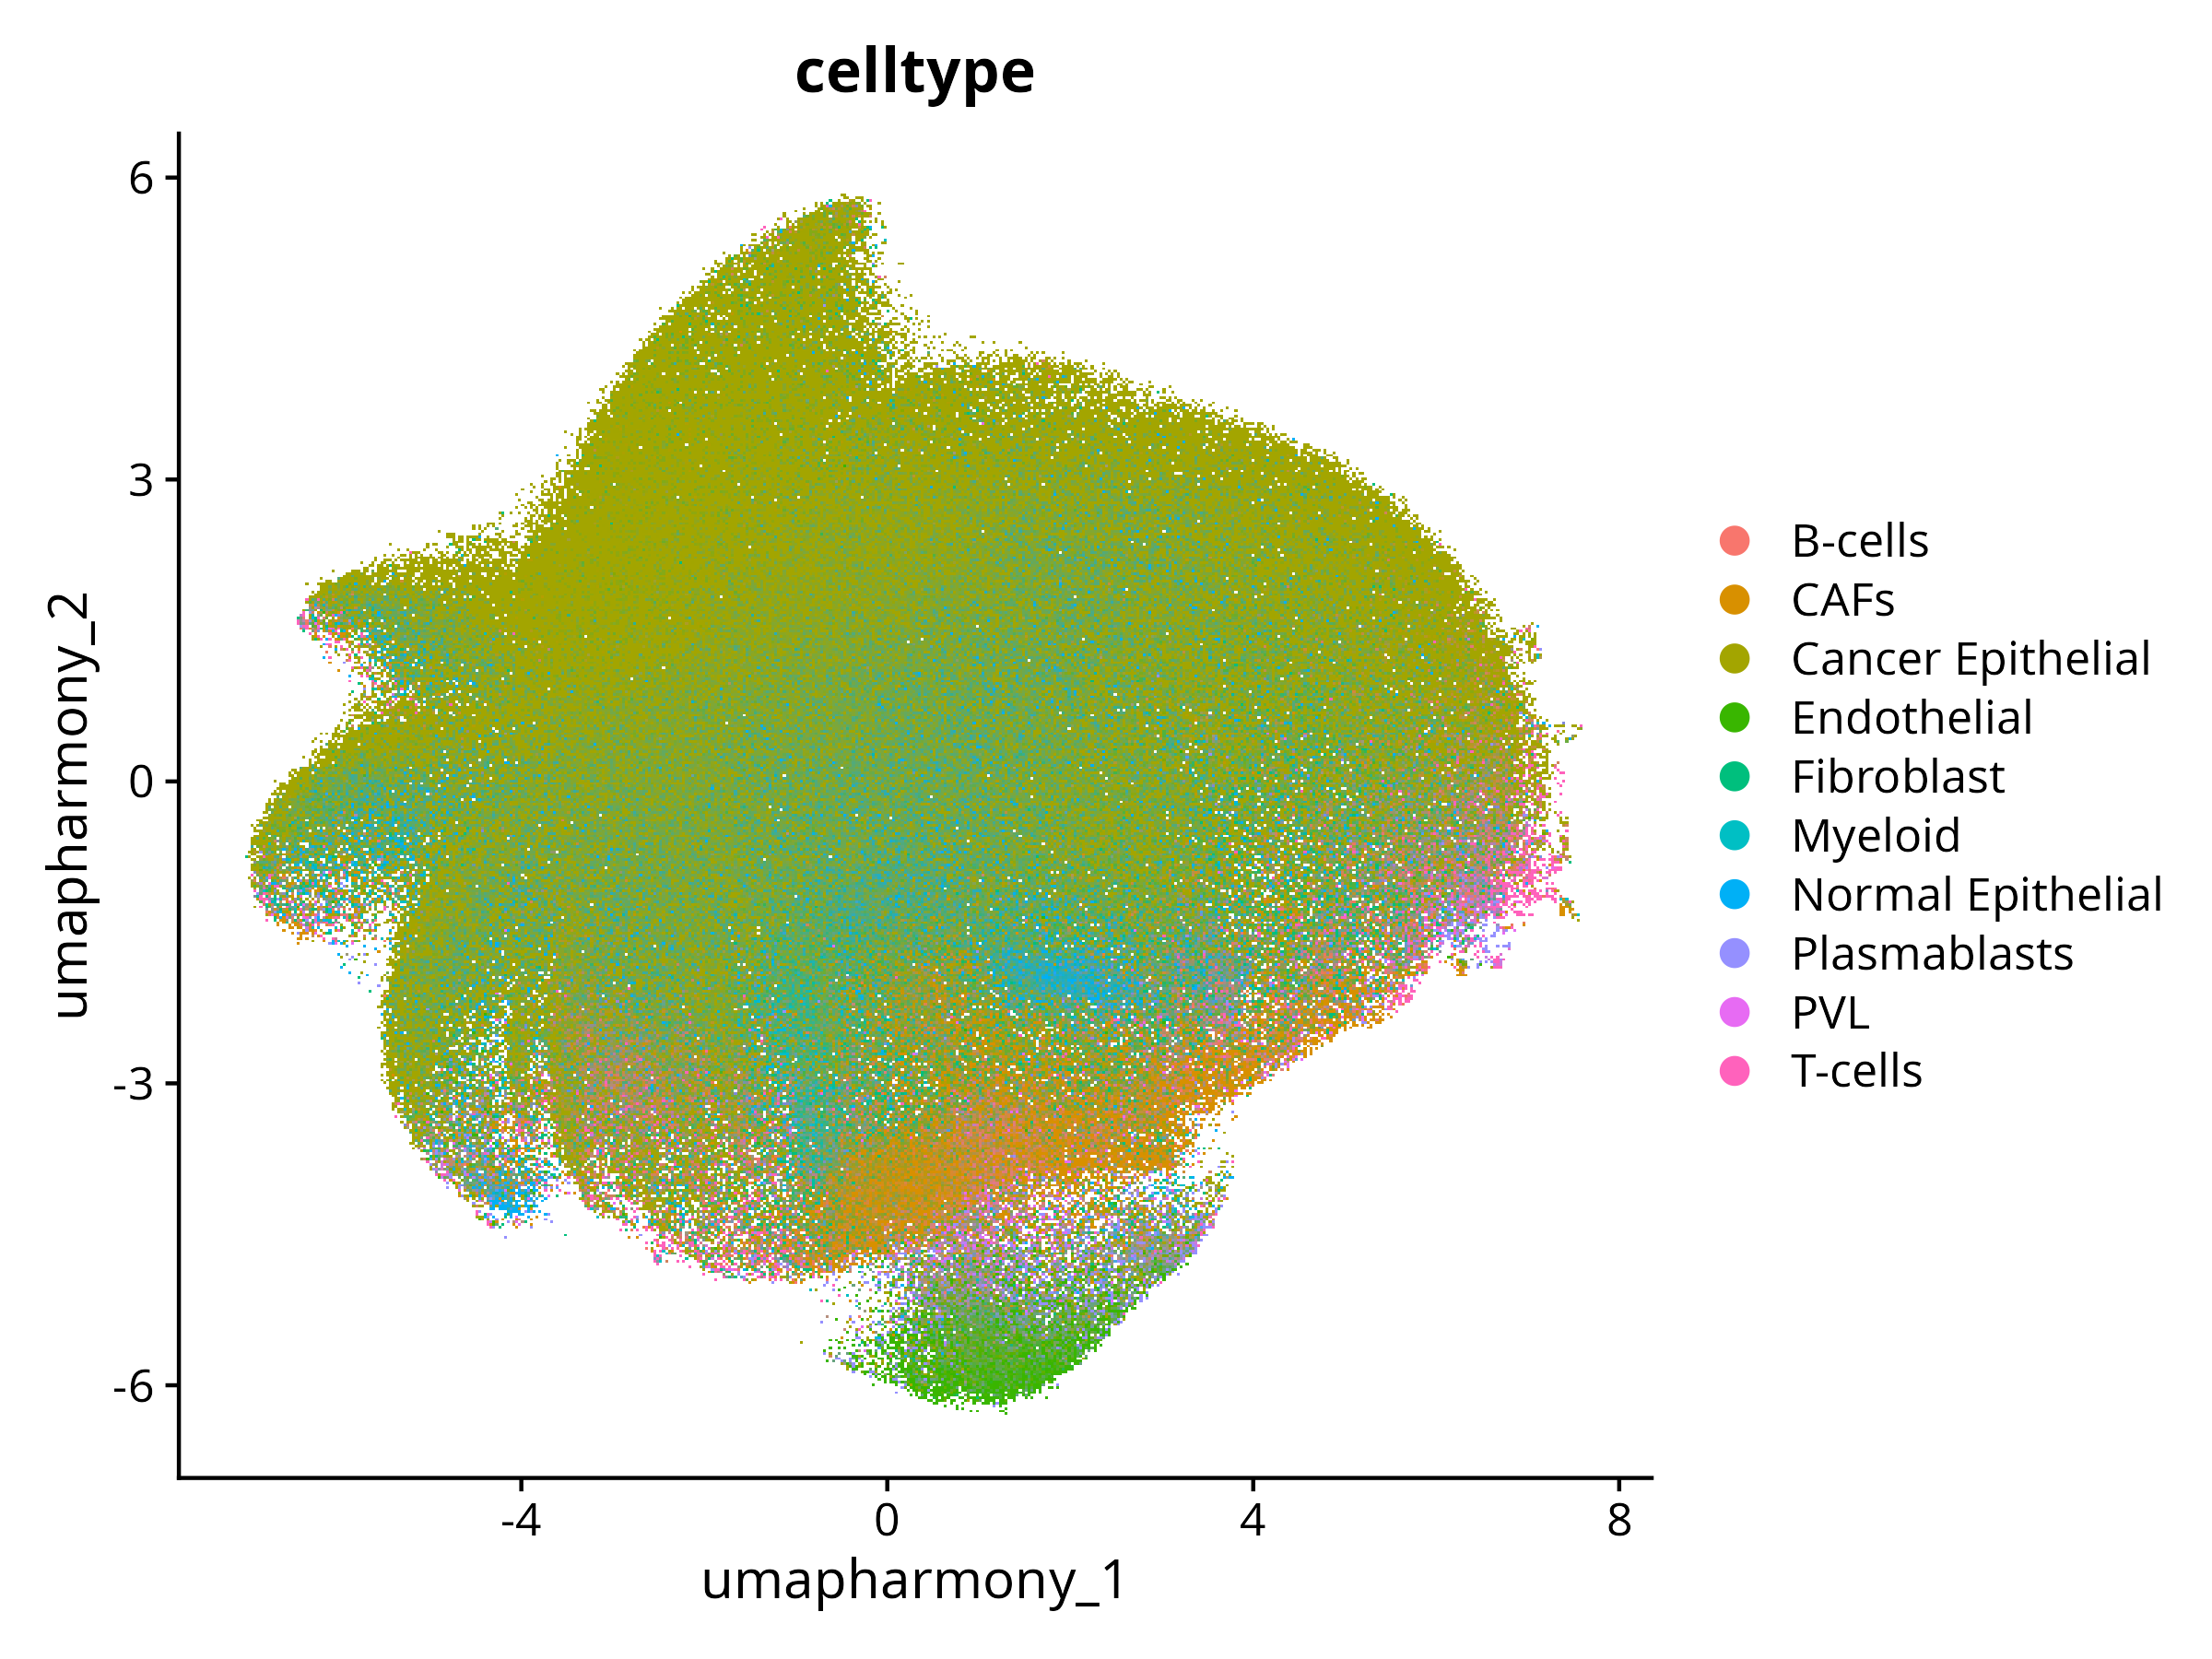 celltype
umapharmony_2
6
3
0
-3
-6
-4
0
4
8
umapharmony_1
B-cells
CAFs
Cancer Epithelial
Endothelial
Fibroblast
Myeloid
Normal Epithelial
Plasmablasts
PVL
T-cells